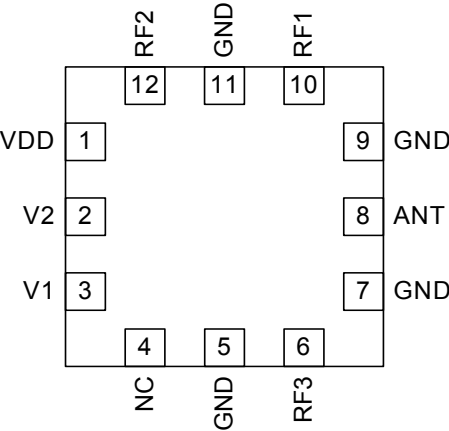 RF2 GND RF1
12 11 10
VDD 1 9 GND
V2 2 8 ANT
V1 3 7 GND
4 5 6
NC GND RF3